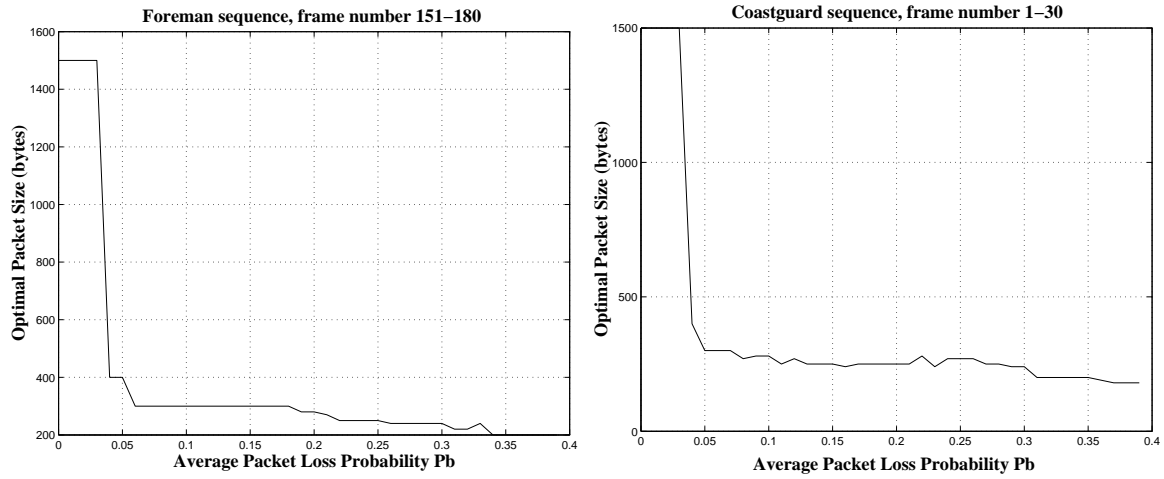 Foreman sequence, frame number 151−180
1600
1400
1200
1000
800
600
400
200
Optimal Packet Size (bytes)
0 0.05 0.1 0.15 0.2 0.25 0.3 0.35 0.4
Average Packet Loss Probability Pb
Coastguard sequence, frame number 1−30
1500
1000
500
0
Optimal Packet Size (bytes)
0 0.05 0.1 0.15 0.2 0.25 0.3 0.35 0.4
Average Packet Loss Probability Pb